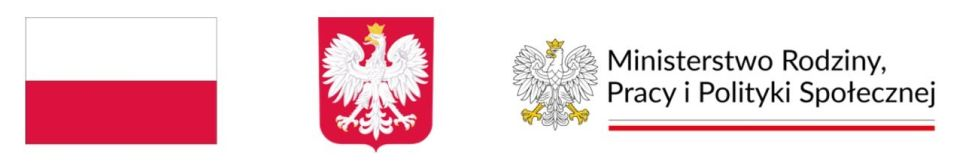 Ministerstwo Rodziny,
Pracy i Polityki Społecznej